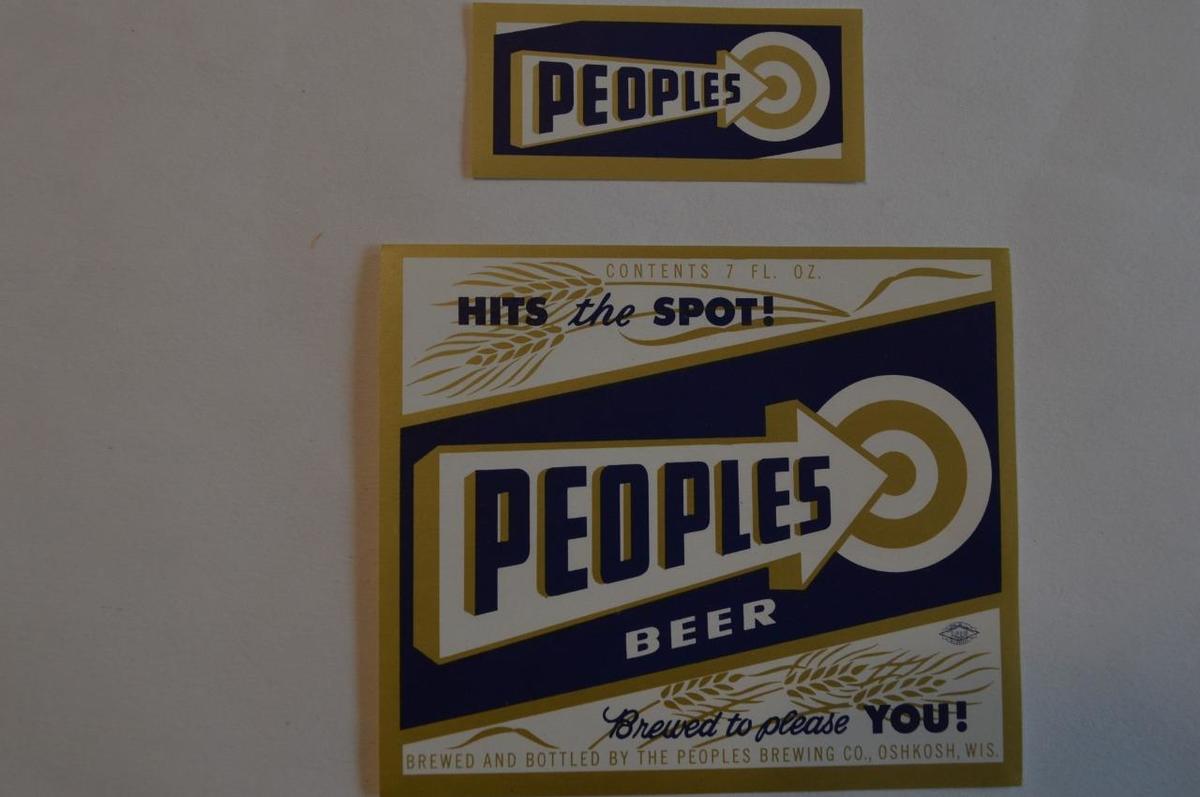 PEOPLES
CONTENTS 7 FL. OZ.
HITS the SPOT!
PEOPLES
BEER
Brewed to please YOU!
BREWED AND BOTTLED BY THE PEOPLES BREWING CO., OSHKOSH, WIS.